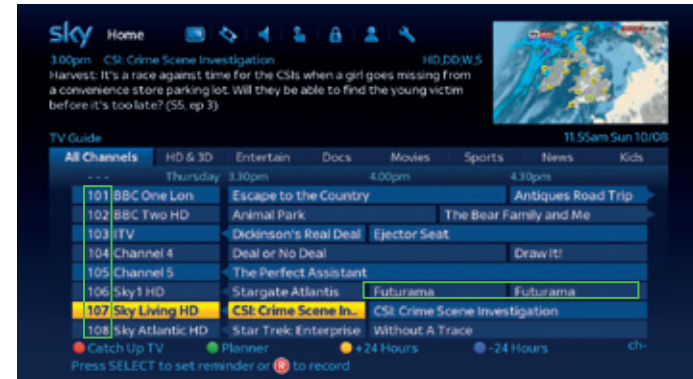 sky Home
3.00pm CSI: Crime Scene Investigation HD,DD,W,S
Harvest: It's a race against time for the CSIs when a girl goes missing from
a convenience store parking lot. Will they be able to find the young victim
before it's too late? (S5, ep 3)
TV Guide 11.55am Sun 10/08
All Channels HD & 3D Entertain Docs Movies Sports News Kids
--- Thursday 3.30pm 4.00pm 4.30pm
101 BBC One Lon Escape to the Country Antiques Road Trip
102 BBC Two HD Animal Park The Bear Family and Me
103 ITV Dickinson's Real Deal Ejector Seat
104 Channel 4 Deal or No Deal Draw It!
105 Channel 5 The Perfect Assistant
106 Sky1 HD Stargate Atlantis Futurama Futurama
107 Sky Living HD CSI: Crime Scene In... CSI: Crime Scene Investigation
108 Sky Atlantic HD Star Trek: Enterprise Without A Trace
Catch Up TV Planner +24 Hours -24 Hours ch-
Press SELECT to set reminder or R to record